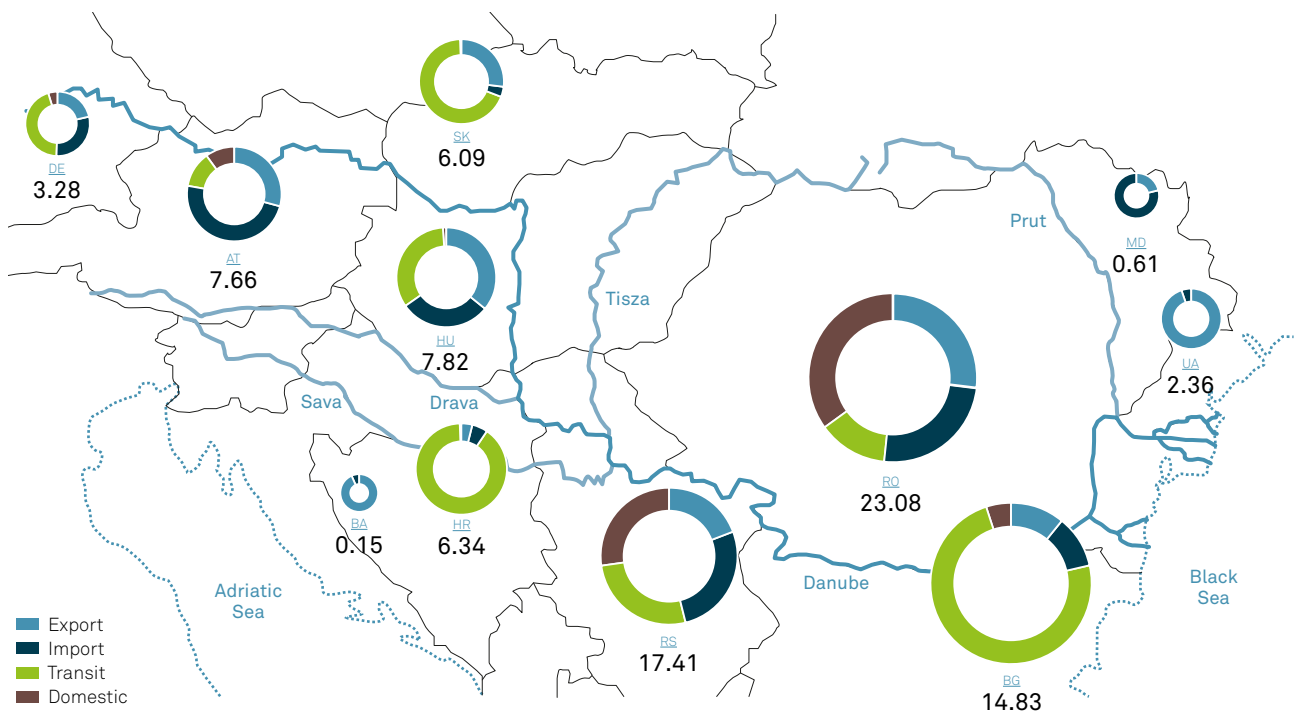 SK
6.09
DE
3.28
AT
7.66
HU
7.82
MD
0.61
UA
2.36
Prut
Tisza
Sava
Drava
BA
0.15
HR
6.34
RO
23.08
RS
17.41
BG
14.83
Danube
Adriatic
Sea
Black
Sea
Export
Import
Transit
Domestic